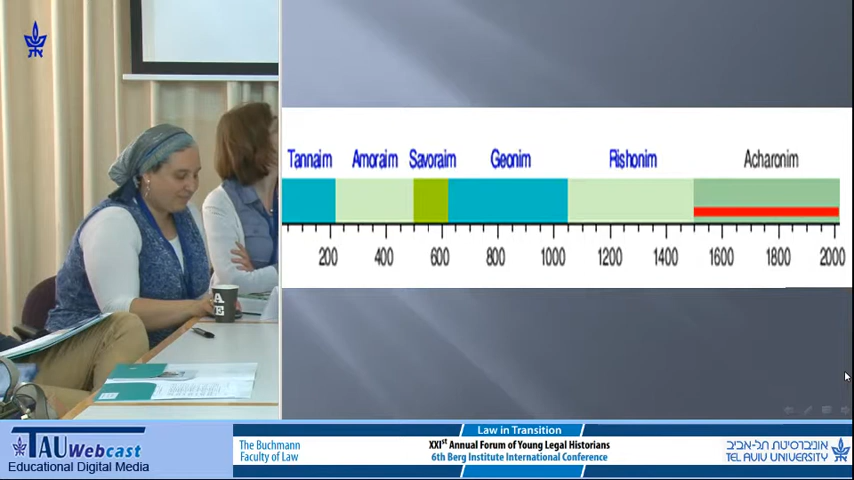 את
Tannaim Amoraim Savoraim Geonim Rishonim Acharonim
200 400 600 800 1000 1200 1400 1600 1800 2000
A
E
TAU Webcast
Educational Digital Media
The Buchmann
Faculty of Law
Law in Transition
XXIst Annual Forum of Young Legal Historians
6th Berg Institute International Conference
אוניברסיטת תל-אביב
TEL AVIV UNIVERSITY